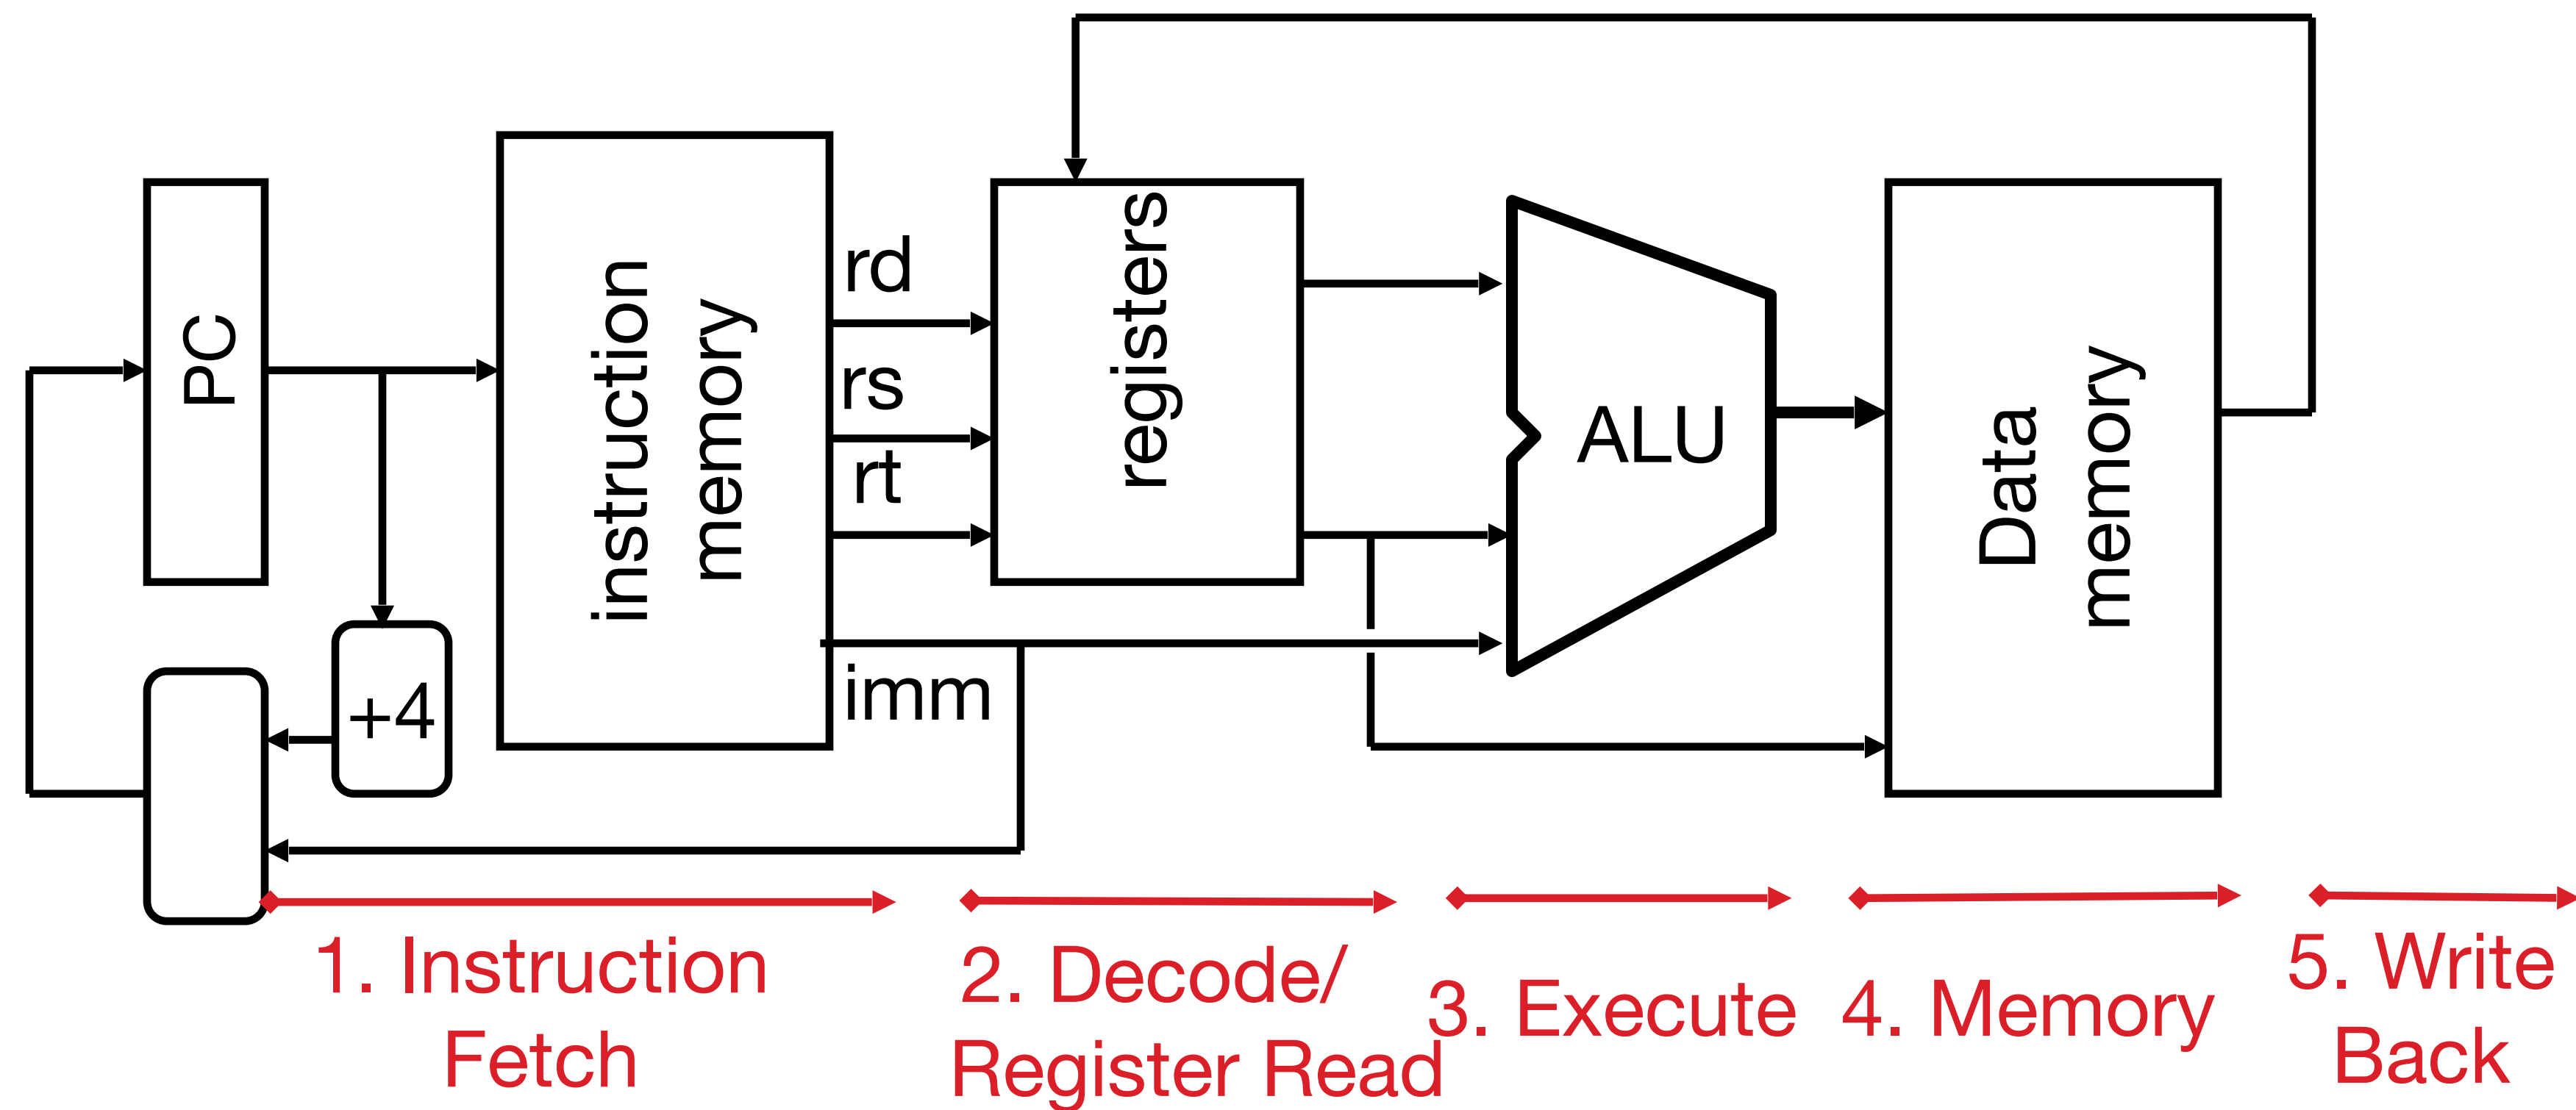 PC
+4
instruction
memory
rd
rs
rt
imm
registers
ALU
Data
memory
1. Instruction
Fetch
2. Decode/
Register Read
3. Execute
4. Memory
5. Write
Back